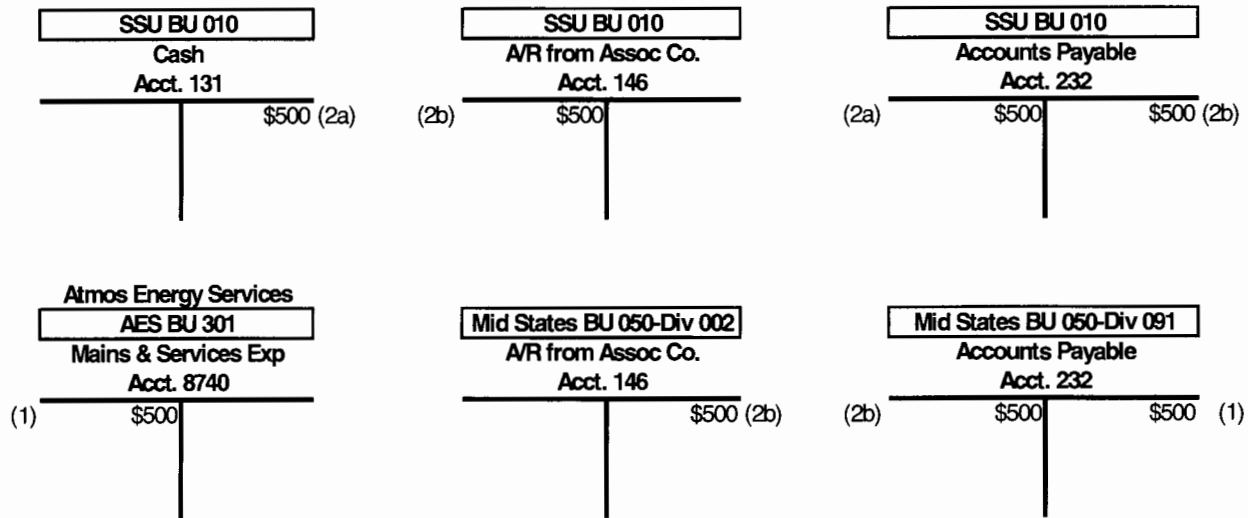 SSU BU 010 SSU BU 010 SSU BU 010
Cash A/R from Assoc Co. Accounts Payable
Acct. 131 Acct. 146 Acct. 232
$500 (2a) (2b) $500 (2a) $500 $500 (2b)
Atmos Energy Services
AES BU 301 Mid States BU 050-Div 002 Mid States BU 050-Div 091
Mains & Services Exp A/R from Assoc Co. Accounts Payable
Acct. 8740 Acct. 146 Acct. 232
(1) $500 $500 (2b) (2b) $500 $500 (1)